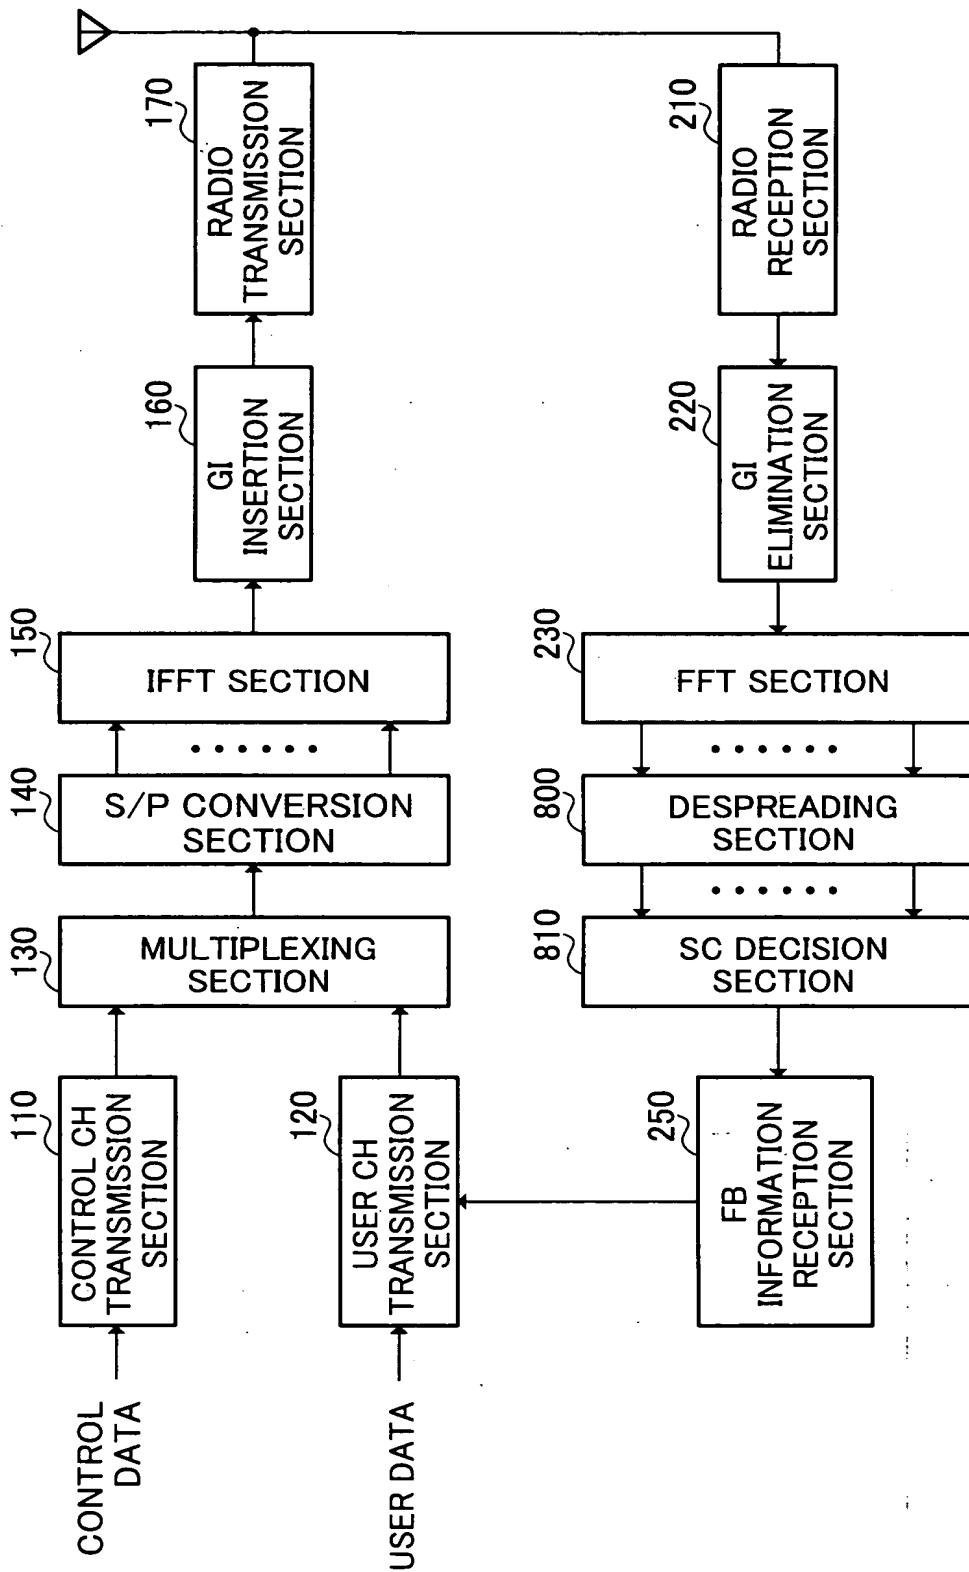 CONTROL
DATA
110
CONTROL CH
TRANSMISSION
SECTION
USER DATA
120
USER CH
TRANSMISSION
SECTION
130
MULTIPLEXING
SECTION
140
S/P CONVERSION
SECTION
150
IFFT SECTION
160
GI
INSERTION
SECTION
170
RADIO
TRANSMISSION
SECTION
210
RADIO
RECEPTION
SECTION
220
GI
ELIMINATION
SECTION
230
FFT SECTION
800
DESPREADING
SECTION
810
SC DECISION
SECTION
250
FB
INFORMATION
RECEPTION
SECTION